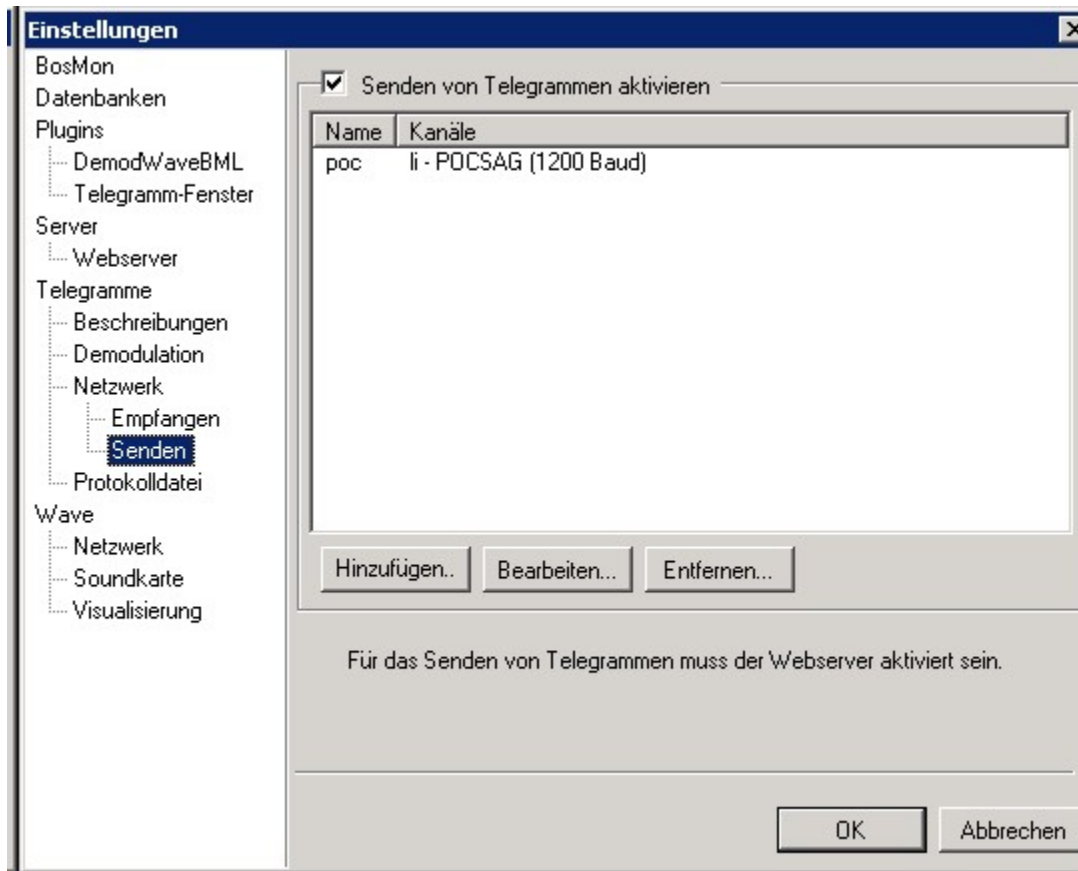 Einstellungen
BosMon
Datenbanken
Plugins
DemodWaveBML
Telegramm-Fenster
Server
Webserver
Telegramme
Beschreibungen
Demodulation
Netzwerk
Empfangen
Senden
Protokolldatei
Wave
Netzwerk
Soundkarte
Visualisierung
Senden von Telegrammen aktivieren
Name Kanäle
poc li - POCSAG (1200 Baud)
Hinzufügen.. Bearbeiten... Entfernen...
Für das Senden von Telegrammen muss der Webserver aktiviert sein.
OK Abbrechen